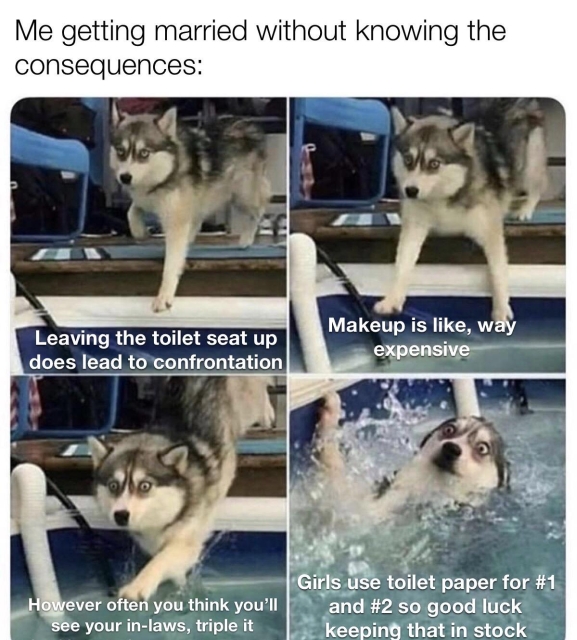 Me getting married without knowing the
consequences:
Leaving the toilet seat up
does lead to confrontation
Makeup is like, way
expensive
However often you think you'll
see your in-laws, triple it
Girls use toilet paper for #1
and #2 so good luck
keeping that in stock